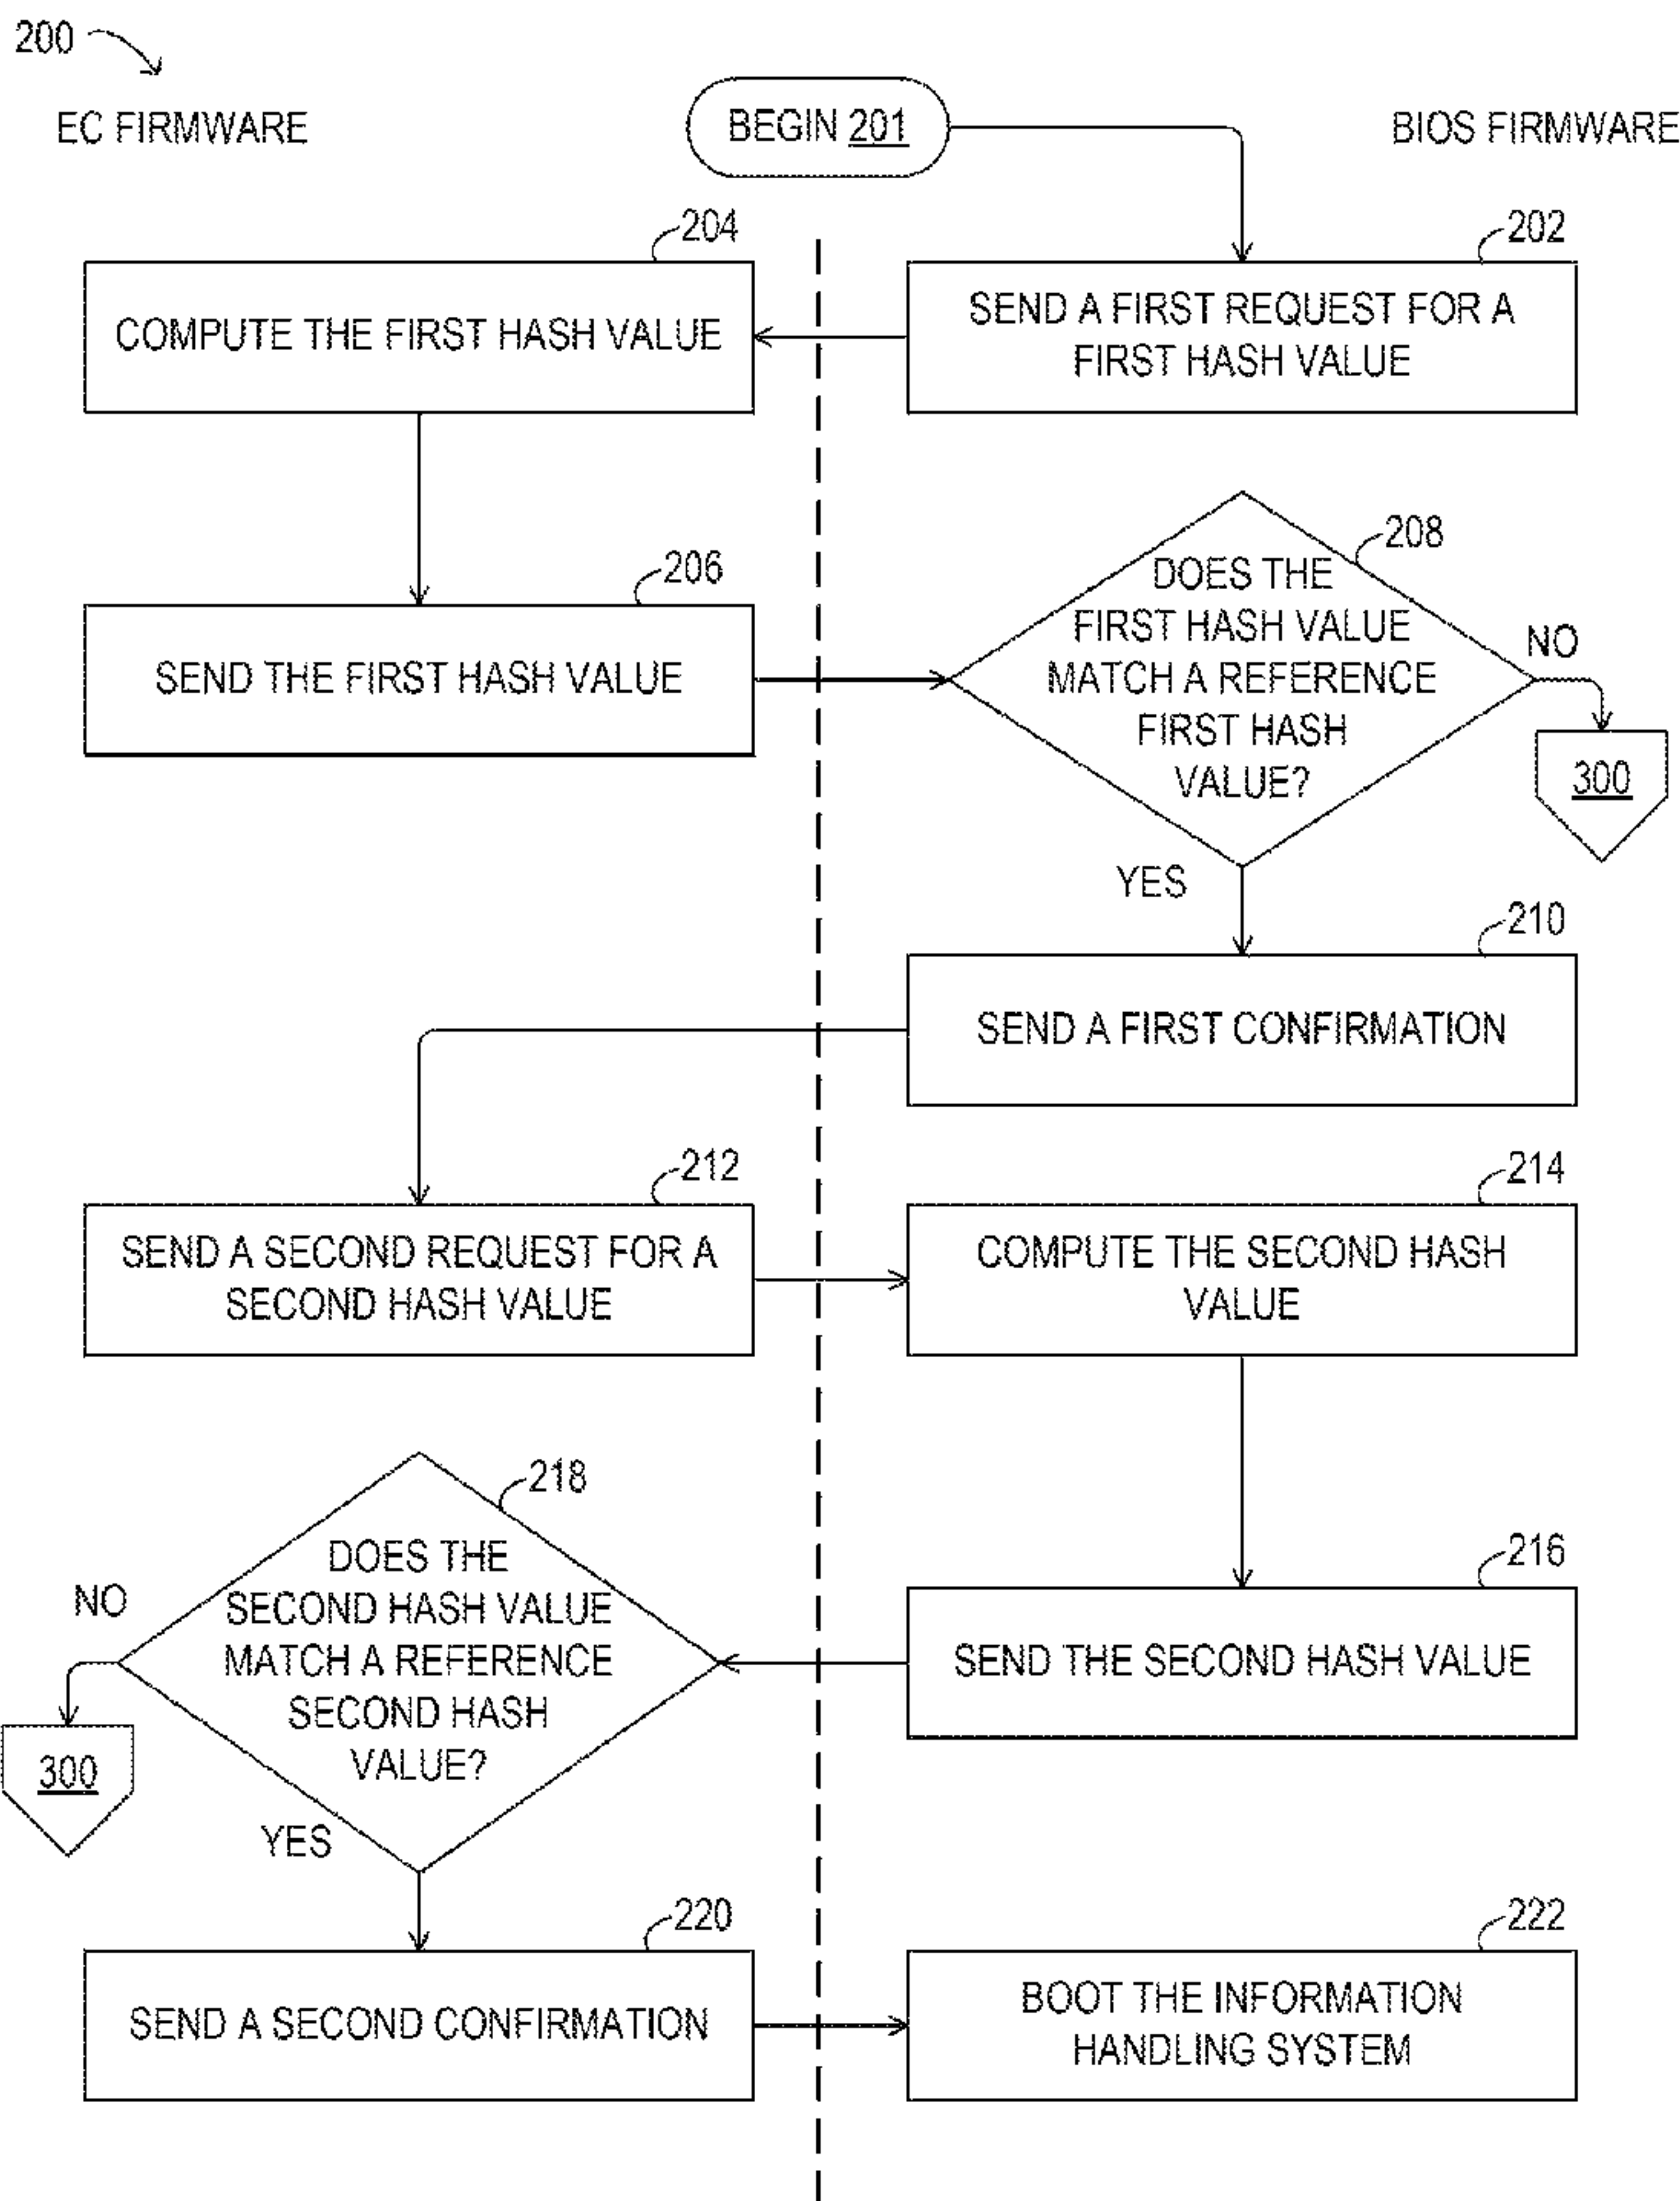 200
EC FIRMWARE
BEGIN 201
BIOS FIRMWARE
204
202
COMPUTE THE FIRST HASH VALUE
SEND A FIRST REQUEST FOR A
FIRST HASH VALUE
206
208
SEND THE FIRST HASH VALUE
DOES THE
FIRST HASH VALUE
MATCH A REFERENCE
FIRST HASH
VALUE?
NO
300
YES
210
SEND A FIRST CONFIRMATION
212
214
SEND A SECOND REQUEST FOR A
SECOND HASH VALUE
COMPUTE THE SECOND HASH
VALUE
218
216
DOES THE
SECOND HASH VALUE
MATCH A REFERENCE
SECOND HASH
VALUE?
NO
300
YES
SEND THE SECOND HASH VALUE
220
222
SEND A SECOND CONFIRMATION
BOOT THE INFORMATION
HANDLING SYSTEM